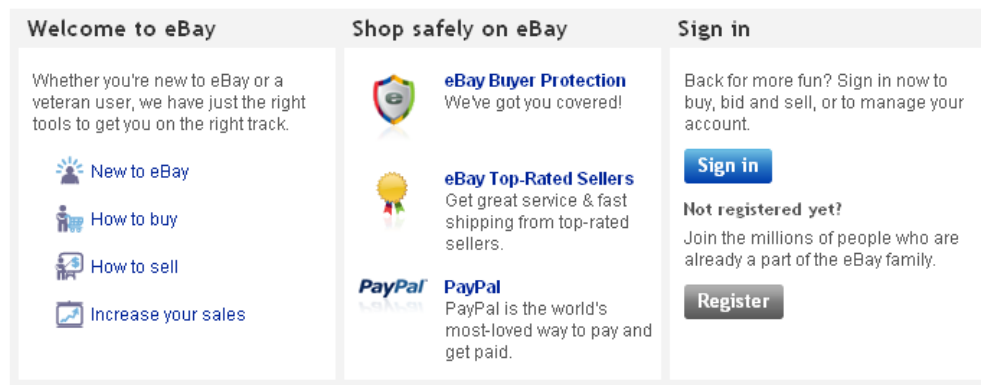 Welcome to eBay
Whether you're new to eBay or a
veteran user, we have just the right
tools to get you on the right track.
New to eBay
How to buy
How to sell
Increase your sales
Shop safely on eBay
eBay Buyer Protection
We've got you covered!
eBay Top-Rated Sellers
Get great service & fast
shipping from top-rated
sellers.
PayPal
PayPal
PayPal is the world's
most-loved way to pay and
get paid.
Sign in
Back for more fun? Sign in now to
buy, bid and sell, or to manage your
account.
Sign in
Not registered yet?
Join the millions of people who are
already a part of the eBay family.
Register